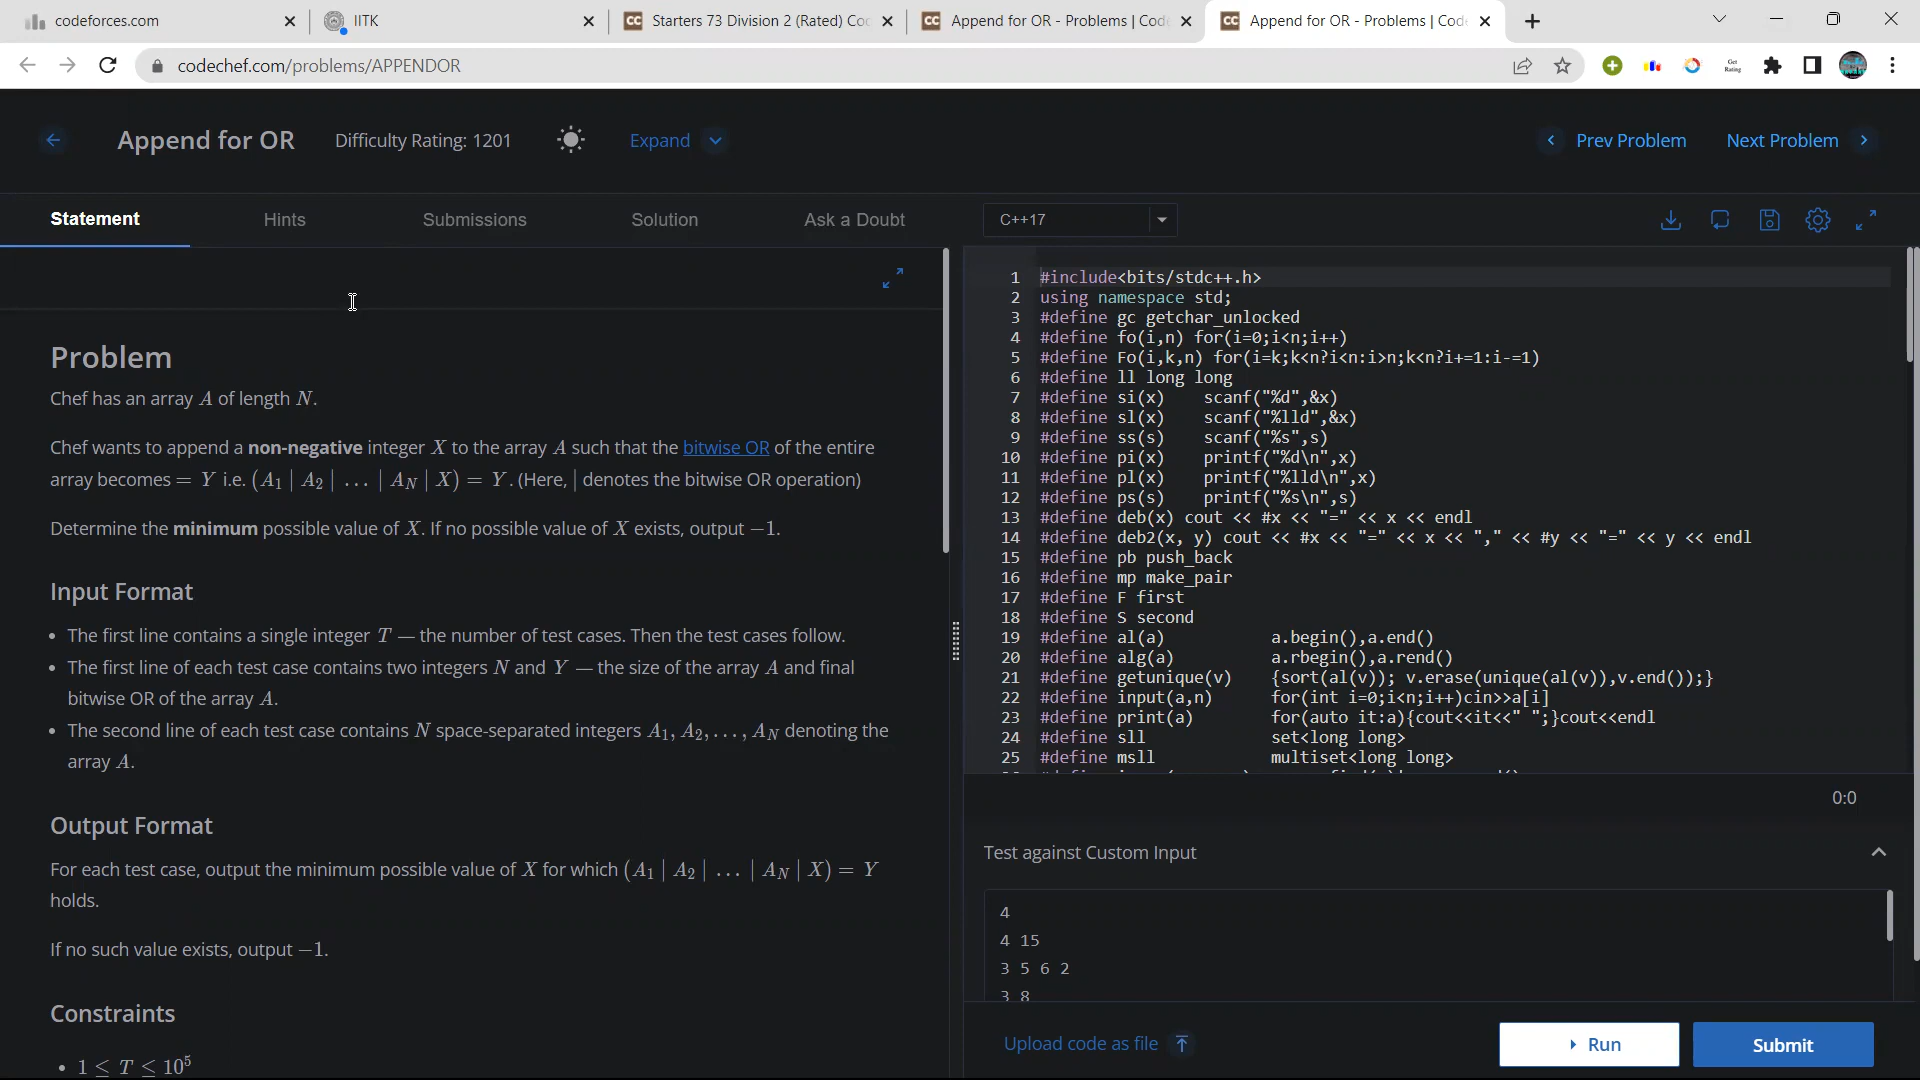 codeforces.com
IITK
Starters 73 Division 2 (Rated) Co
Append for OR - Problems | Code
Append for OR - Problems | Code
codechef.com/problems/APPENDOR
Append for OR
Difficulty Rating: 1201
Expand
Prev Problem
Next Problem
Statement
Hints
Submissions
Solution
Ask a Doubt
C++17
Problem
Chef has an array A of length N.
Chef wants to append a non-negative integer X to the array A such that the bitwise OR of the entire
array becomes = Y i.e. (A₁ | A₂ | … | A_N | X) = Y. (Here, | denotes the bitwise OR operation)
Determine the minimum possible value of X. If no possible value of X exists, output −1.
Input Format
• The first line contains a single integer T — the number of test cases. Then the test cases follow.
• The first line of each test case contains two integers N and Y — the size of the array A and final
bitwise OR of the array A.
• The second line of each test case contains N space-separated integers A₁, A₂, …, A_N denoting the
array A.
Output Format
For each test case, output the minimum possible value of X for which (A₁ | A₂ | … | A_N | X) = Y
holds.
If no such value exists, output −1.
Constraints
• 1 ≤ T ≤ 10⁵
1 #include<bits/stdc++.h>
2 using namespace std;
3 #define gc getchar_unlocked
4 #define fo(i,n) for(i=0;i<n;i++)
5 #define Fo(i,k,n) for(i=k;k<n?i<n:i>n;k<n?i+=1:i-=1)
6 #define ll long long
7 #define si(x)    scanf("%d",&x)
8 #define sl(x)    scanf("%lld",&x)
9 #define ss(s)    scanf("%s",s)
10 #define pi(x)    printf("%d\n",x)
11 #define pl(x)    printf("%lld\n",x)
12 #define ps(s)    printf("%s\n",s)
13 #define deb(x) cout << #x << "=" << x << endl
14 #define deb2(x, y) cout << #x << "=" << x << "," << #y << "=" << y << endl
15 #define pb push_back
16 #define mp make_pair
17 #define F first
18 #define S second
19 #define al(a)           a.begin(),a.end()
20 #define alg(a)          a.rbegin(),a.rend()
21 #define getunique(v)    {sort(al(v)); v.erase(unique(al(v)),v.end());}
22 #define input(a,n)      for(int i=0;i<n;i++)cin>>a[i]
23 #define print(a)        for(auto it:a){cout<<it<<" ";}cout<<endl
24 #define sll             set<long long>
25 #define msll            multiset<long long>
0:0
Test against Custom Input
4
4 15
3 5 6 2
3 8
Upload code as file
Run
Submit